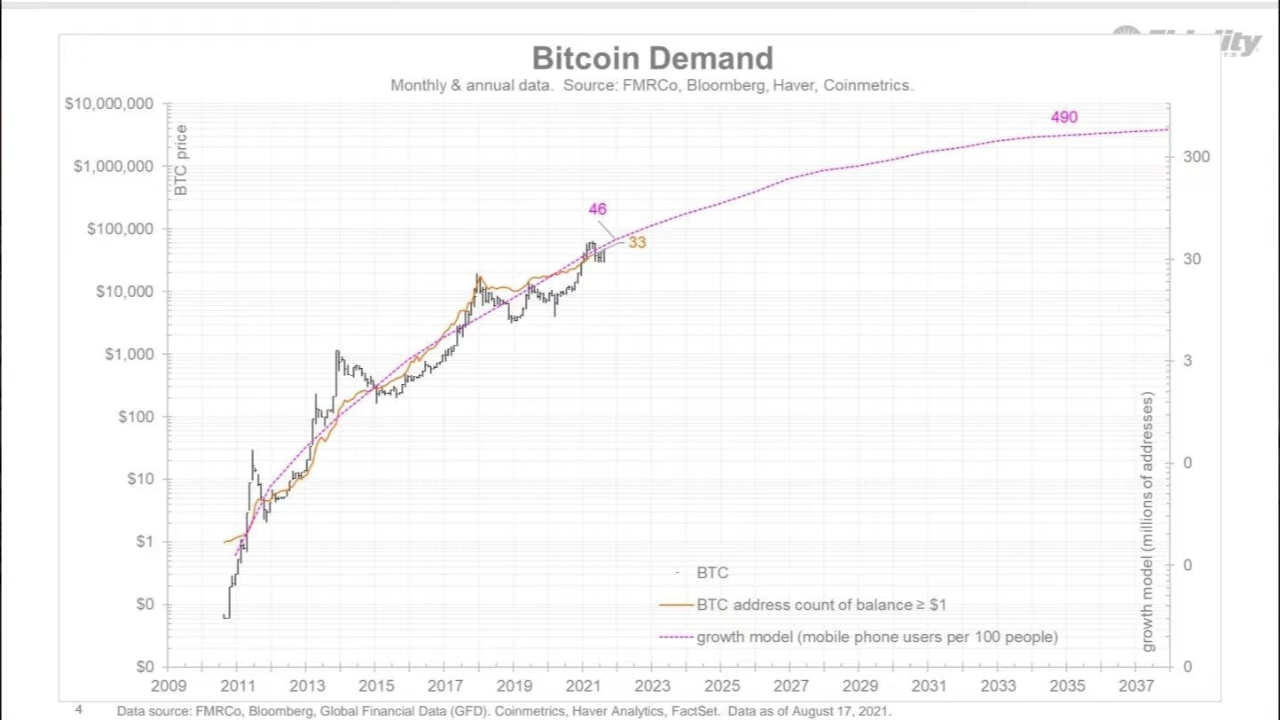 Bitcoin Demand
Monthly & annual data. Source: FMRCo, Bloomberg, Haver, Coinmetrics.
$10,000,000
$1,000,000
$100,000
$10,000
$1,000
$100
$10
$1
$0
$0
BTC price
490
46
33
300
30
3
0
0
0
growth model (millions of addresses)
BTC
BTC address count of balance ≥ $1
growth model (mobile phone users per 100 people)
2009 2011 2013 2015 2017 2019 2021 2023 2025 2027 2029 2031 2033 2035 2037
4 Data source: FMRCo, Bloomberg, Global Financial Data (GFD). Coinmetrics, Haver Analytics, FactSet. Data as of August 17, 2021.